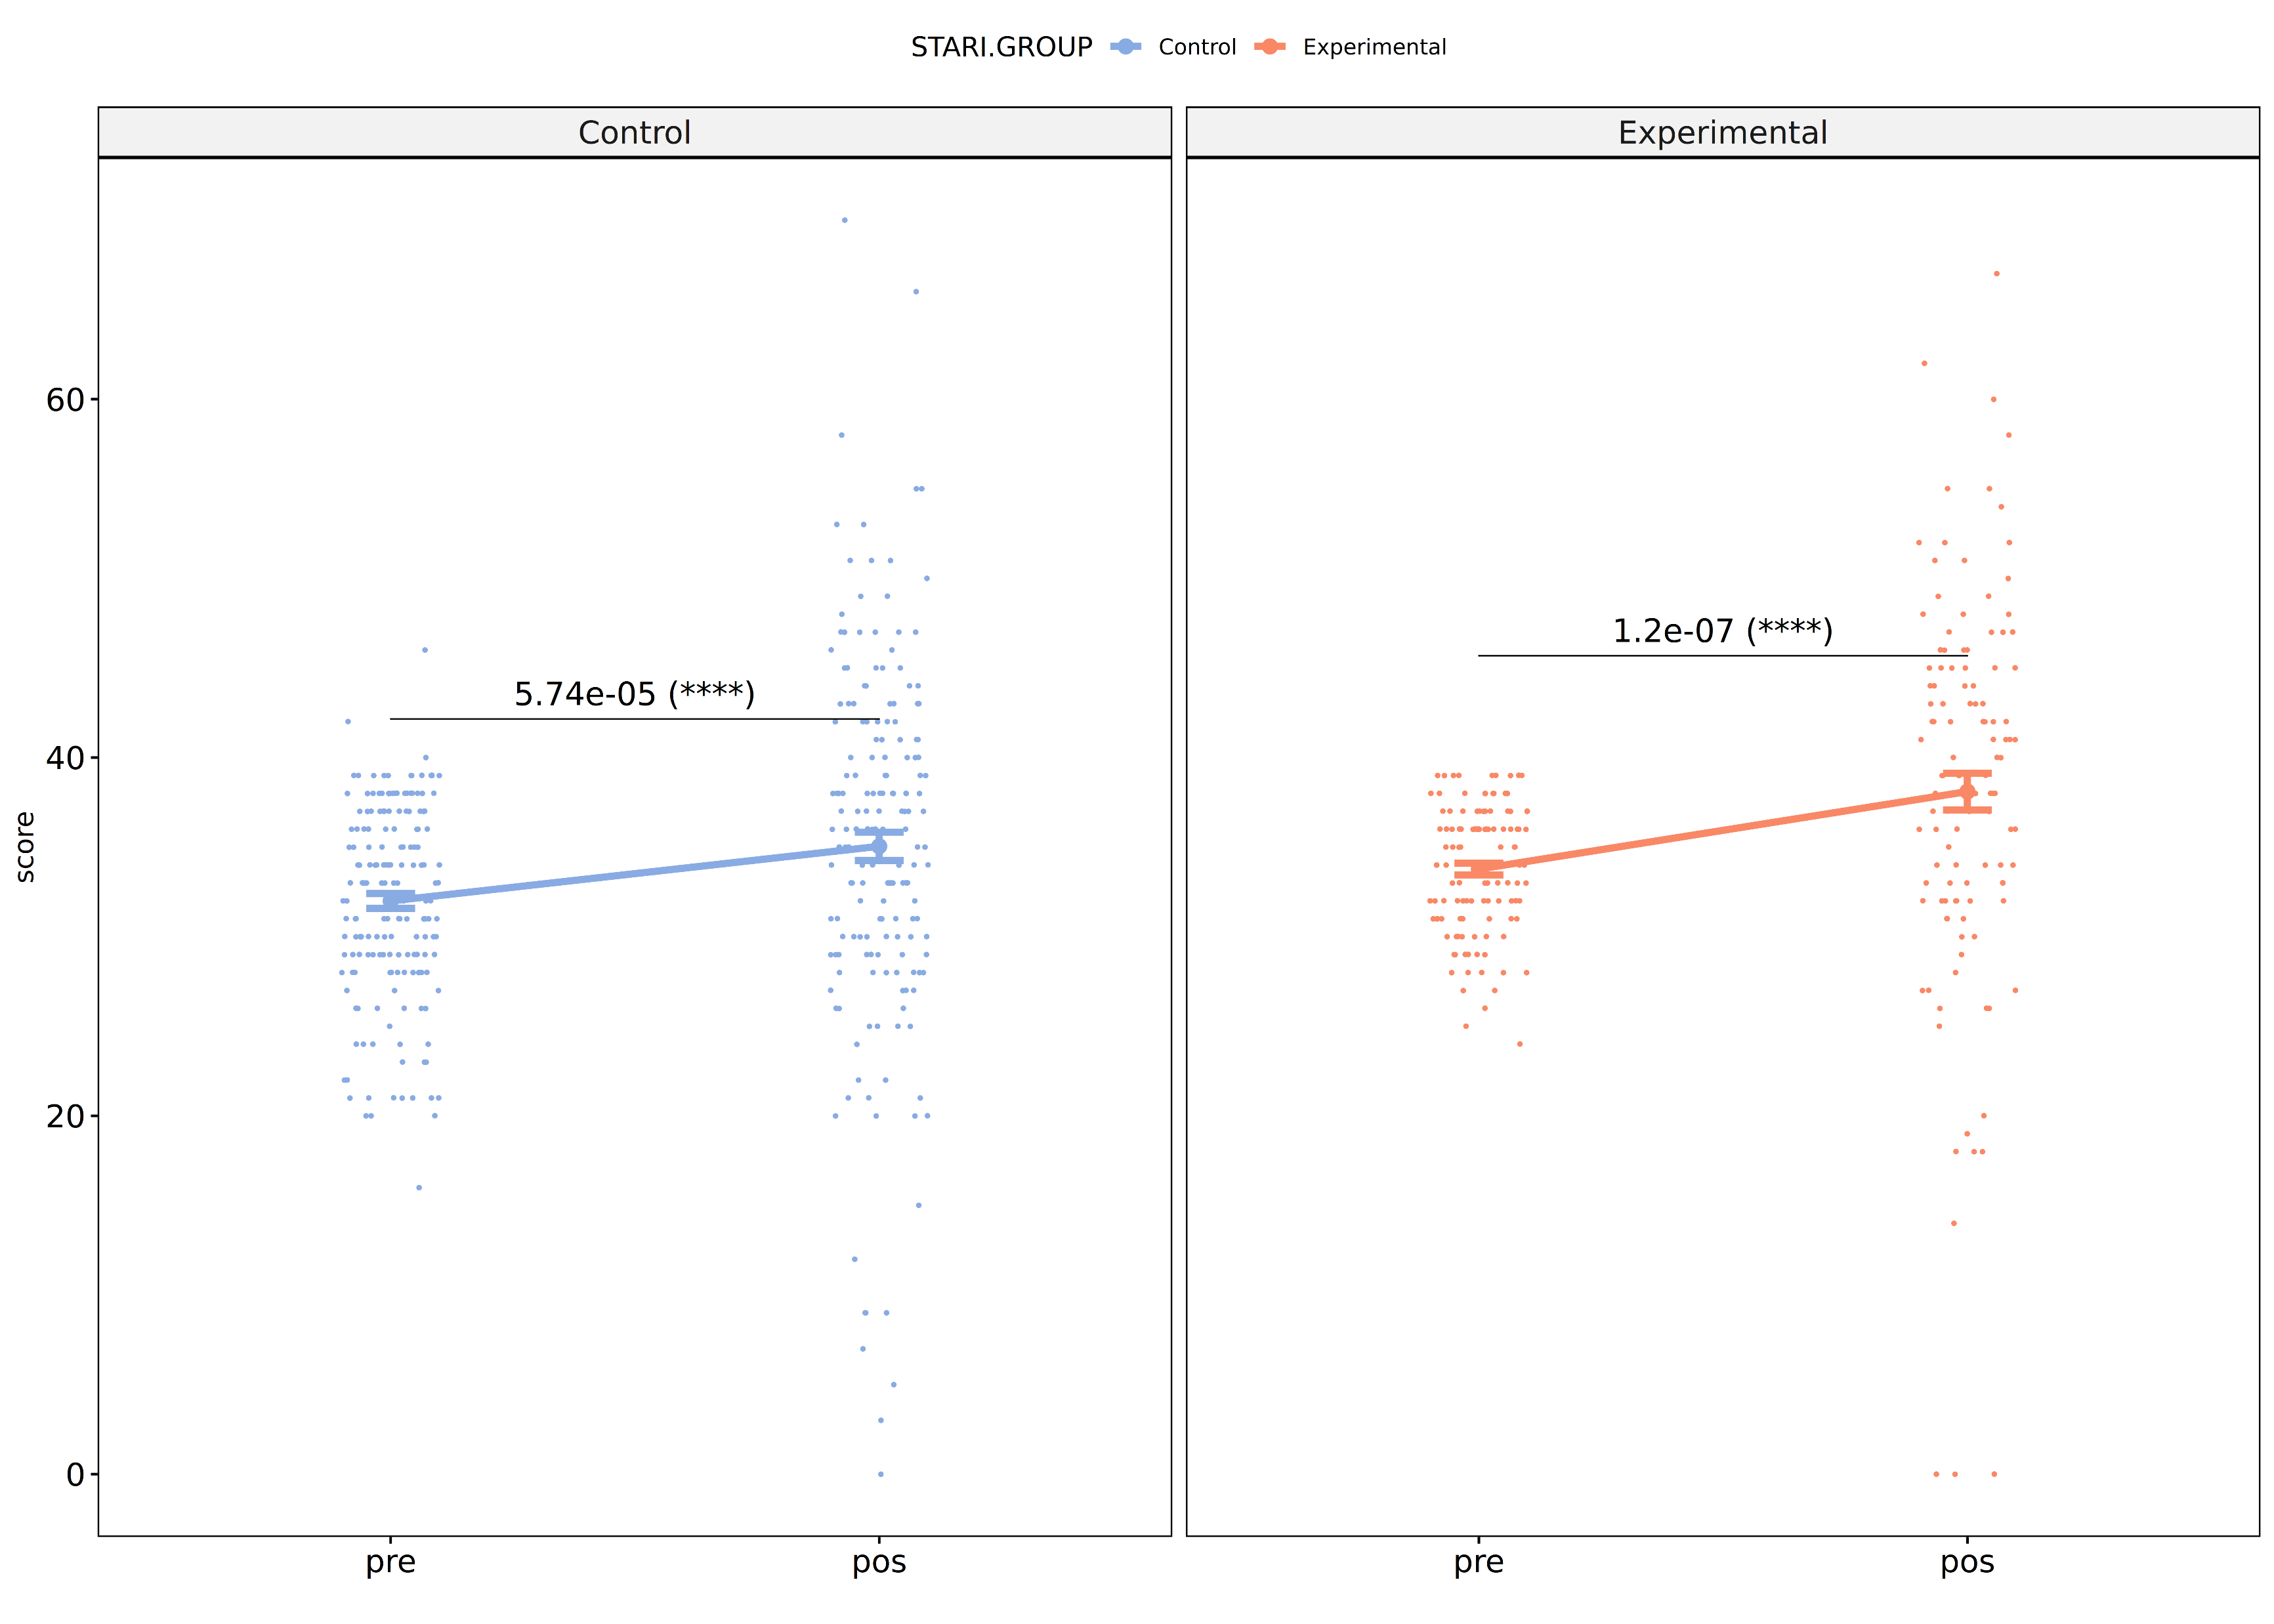 STARI.GROUP Control Experimental
Control Experimental
60
1.2e-07 (****)
5.74e-05 (****)
40
score
20
0
pre pos pre pos